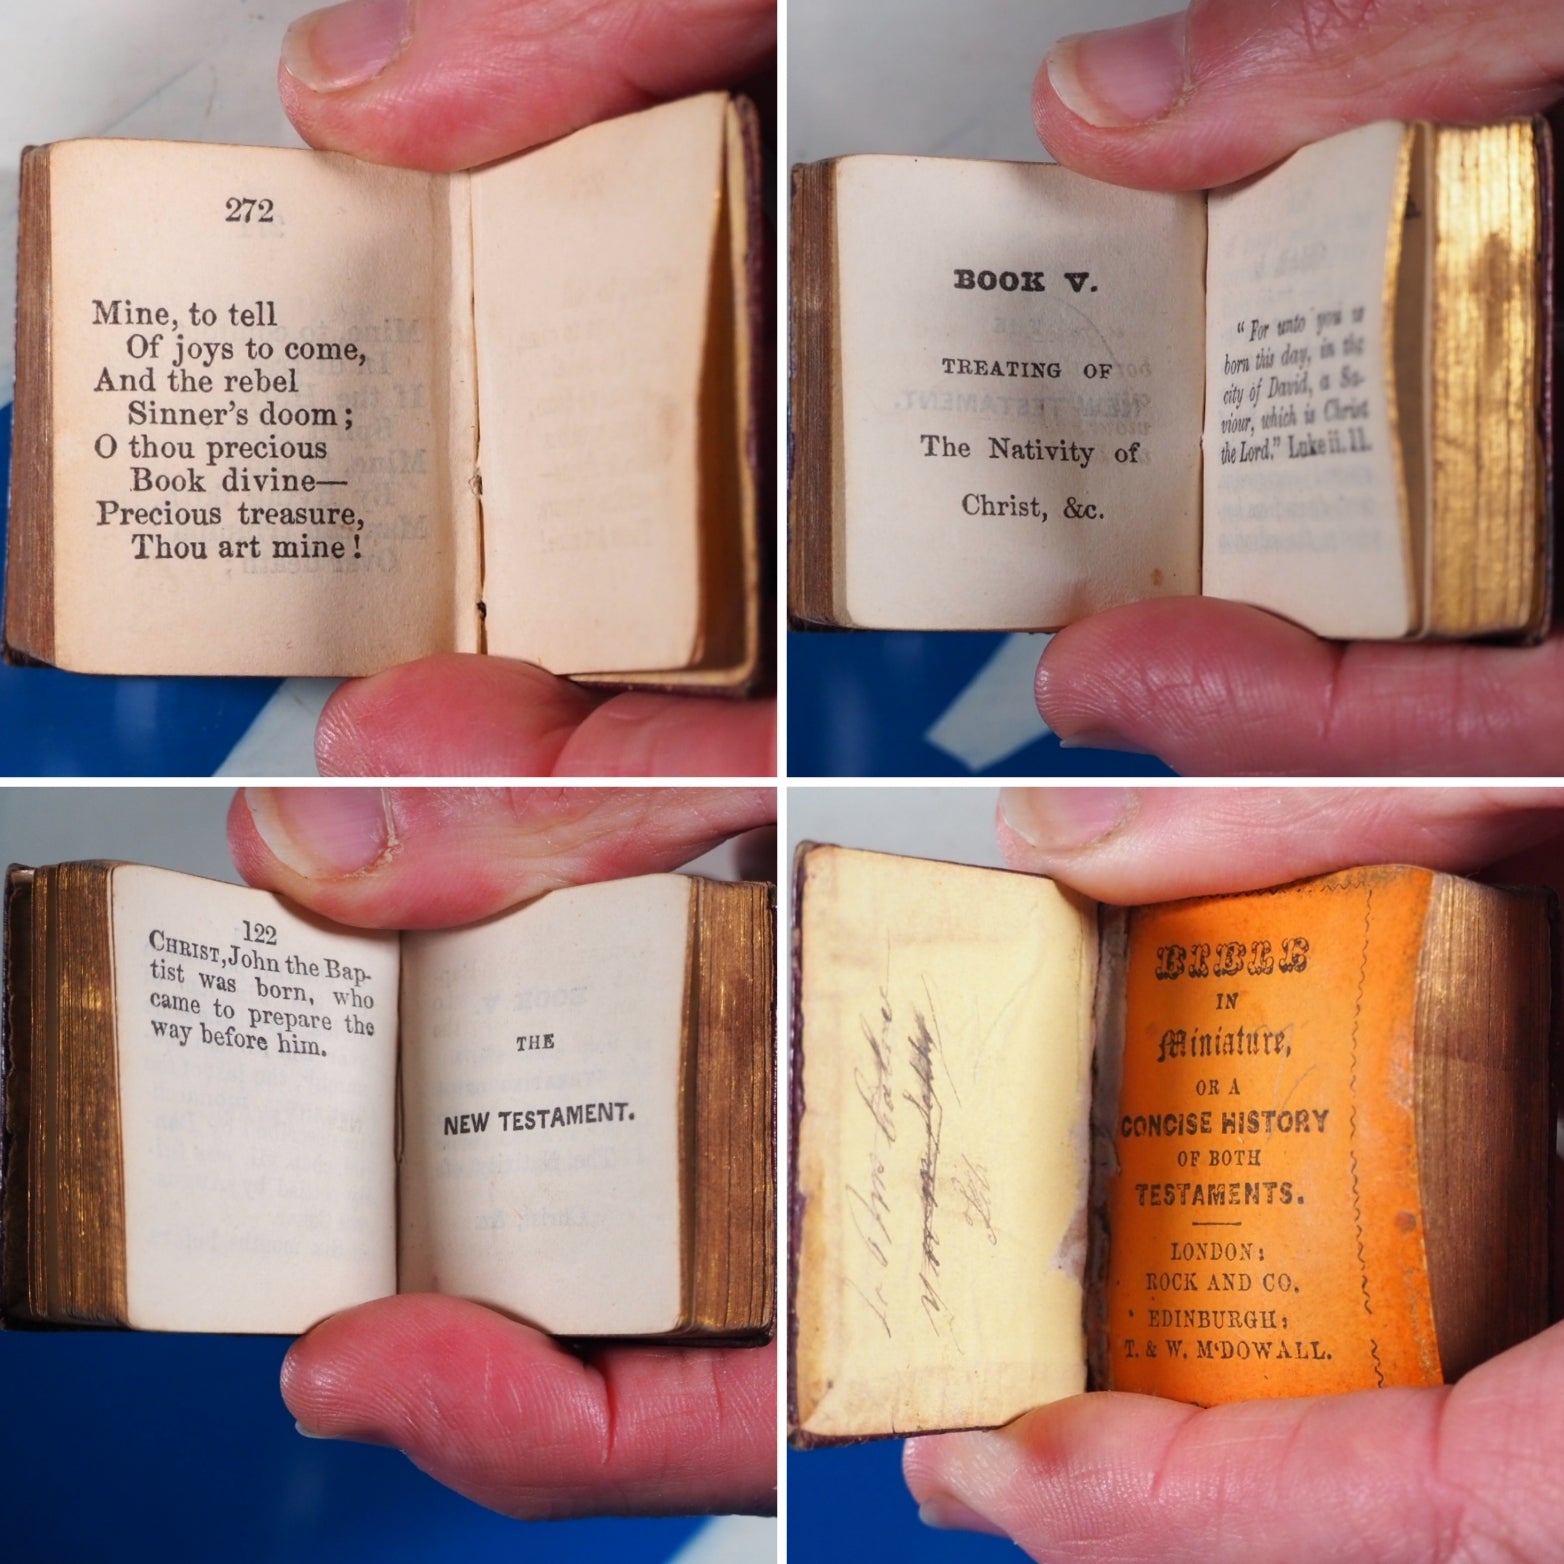 272
Mine, to tell
Of joys to come,
And the rebel
Sinner's doom;
O thou precious
Book divine—
Precious treasure,
Thou art mine!
BOOK V.
TREATING OF
The Nativity of
Christ, &c.
"For unto you
born this day, in the
city of David, a Sa-
viour, which is Christ
the Lord." Luke ii. 11.
122
CHRIST, John the Bap-
tist was born, who
came to prepare the
way before him.
THE
NEW TESTAMENT.
BIBLE
IN
Miniature,
OR A
CONCISE HISTORY
OF BOTH
TESTAMENTS.
LONDON:
ROCK AND CO.
EDINBURGH:
T. & W. M'DOWALL.